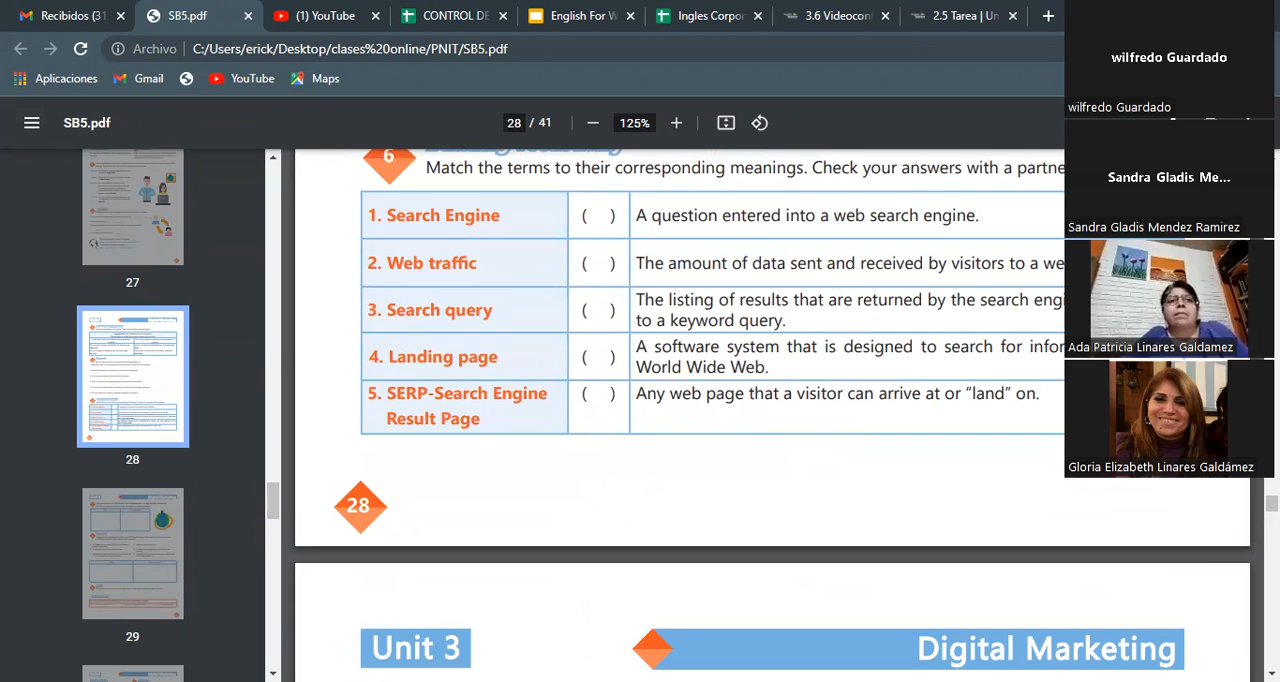 Recibidos (31
SB5.pdf
(1) YouTube
CONTROL DE
English For W
Ingles Corpor
3.6 Videoconf
2.5 Tarea | Un
Archivo
C:/Users/erick/Desktop/clases%20online/PNIT/SB5.pdf
Aplicaciones
Gmail
YouTube
Maps
SB5.pdf
28 / 41
125%
wilfredo Guardado
wilfredo Guardado
Sandra Gladis Me...
Sandra Gladis Mendez Ramirez
Ada Patricia Linares Galdamez
Gloria Elizabeth Linares Galdámez
27
28
29
6
Match the terms to their corresponding meanings. Check your answers with a partne
1. Search Engine ( ) A question entered into a web search engine.
2. Web traffic ( ) The amount of data sent and received by visitors to a we
3. Search query ( ) The listing of results that are returned by the search engi
to a keyword query.
4. Landing page ( ) A software system that is designed to search for infor
World Wide Web.
5. SERP-Search Engine ( ) Any web page that a visitor can arrive at or “land” on.
Result Page
28
Unit 3
Digital Marketing